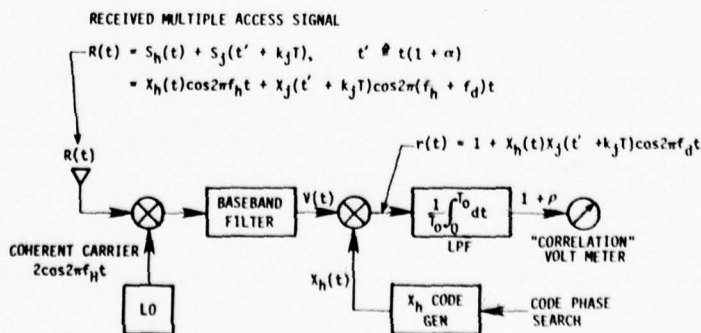 RECEIVED MULTIPLE ACCESS SIGNAL
R(t) = S_h(t) + S_j(t' + k_jT), t' ≜ t(1 + α)
= X_h(t)cos2πf_ht + X_j(t' + k_jT)cos2π(f_h + f_d)t
r(t) = 1 + X_h(t)X_j(t' + k_jT)cos2πf_dt
R(t)
BASEBAND
FILTER
V(t)
1/T_0 ∫_0^T_0 dt
LPF
1 + ρ
"CORRELATION"
VOLT METER
COHERENT CARRIER
2cos2πf_Ht
X_h(t)
LO
X_h CODE
GEN
CODE PHASE
SEARCH